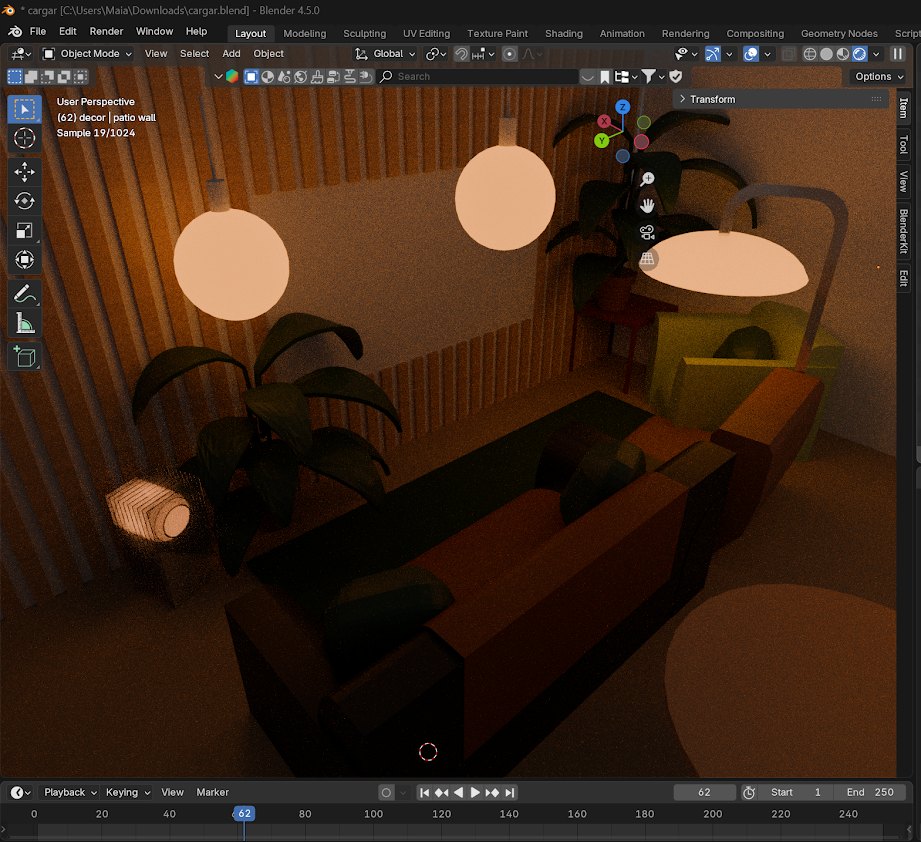 * cargar [C:\Users\Maia\Downloads\cargar.blend] - Blender 4.5.0
File Edit Render Window Help Layout Modeling Sculpting UV Editing Texture Paint Shading Animation Rendering Compositing Geometry Nodes Script
Object Mode View Select Add Object Global
Search Options
User Perspective
(62) decor | patio wall
Sample 19/1024
Transform
X
Y
Z
Item
Tool
View
BlenderKit
Edit
Playback Keying View Marker 62 Start 1 End 250
0 20 40 62 80 100 120 140 160 180 200 220 240